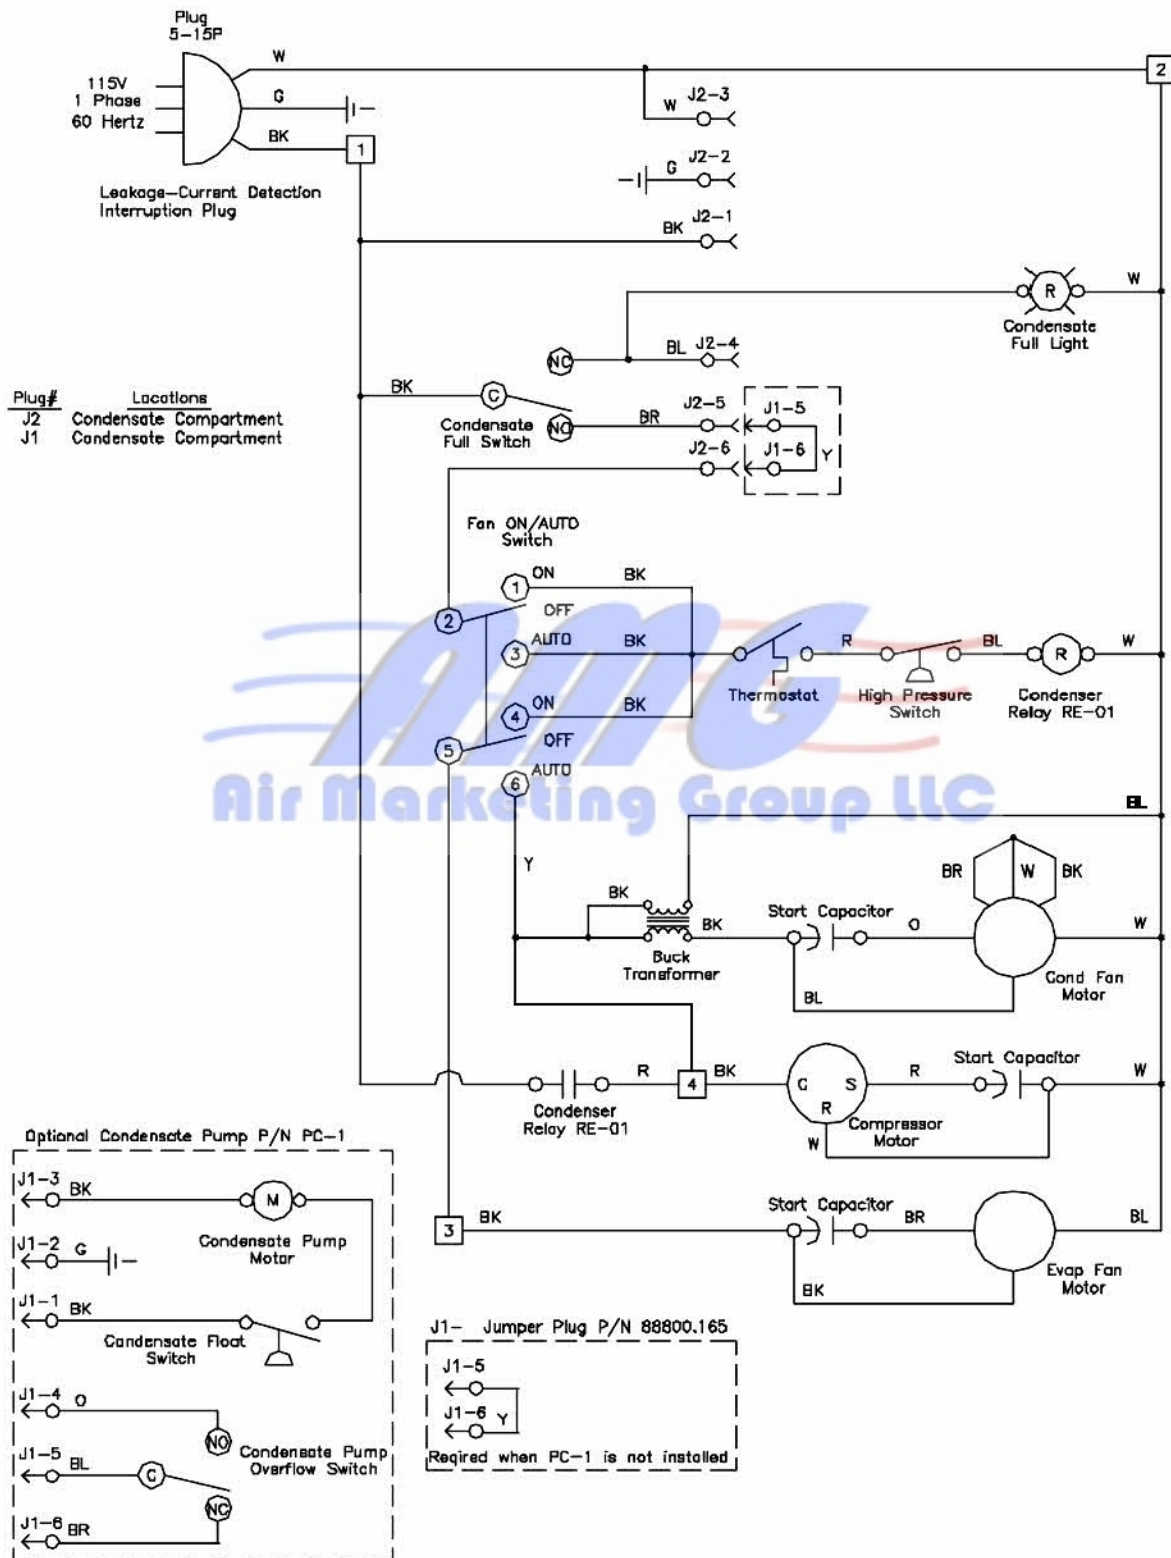 Plug
5-15P
W
2
115V
1 Phase
60 Hertz
G
W
J2-3
BK
1
G
J2-2
Leakage-Current Detection
Interruption Plug
BK
J2-1
R
W
Condensate
Full Light
NC
BL
J2-4
Plug#
Locations
J2
Condensate Compartment
J1
Condensate Compartment
BK
C
Condensate
Full Switch
NO
BR
J2-5
J1-5
J2-6
J1-6
Y
Fan ON/AUTO
Switch
1
ON
BK
2
OFF
3
AUTO
BK
Thermostat
R
High Pressure
Switch
BL
R
W
Condenser
Relay RE-01
4
ON
BK
5
OFF
6
AUTO
AMG
Air Marketing Group LLC
BL
Y
BK
BR
W
BK
Buck
Transformer
BK
Start Capacitor
O
W
Cond Fan
Motor
BL
Condenser
Relay RE-01
R
4
BK
C
S
R
Compressor
Motor
W
R
Start Capacitor
W
3
BK
Start Capacitor
BR
BL
Evap Fan
Motor
BK
Optional Condensate Pump P/N PC-1
J1-3
BK
M
Condensate Pump
Motor
J1-2
G
J1-1
BK
Condensate Float
Switch
J1-4
O
NO
Condensate Pump
Overflow Switch
J1-5
BL
C
NC
J1-6
BR
J1- Jumper Plug P/N 88800.165
J1-5
J1-6
Y
Reqired when PC-1 is not installed